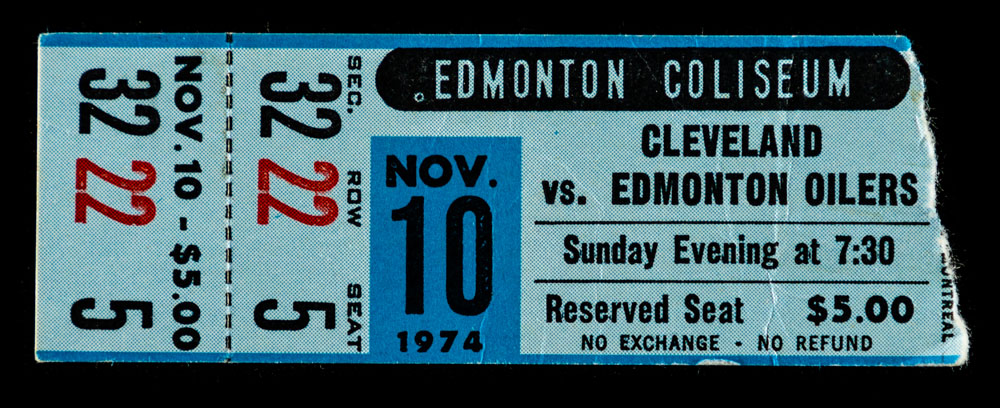 NOV. 10 - $5.00
32 22 5
SEC. ROW SEAT
32 22 5
EDMONTON COLISEUM
NOV.
10
1974
CLEVELAND
vs. EDMONTON OILERS
Sunday Evening at 7:30
Reserved Seat $5.00
NO EXCHANGE · NO REFUND